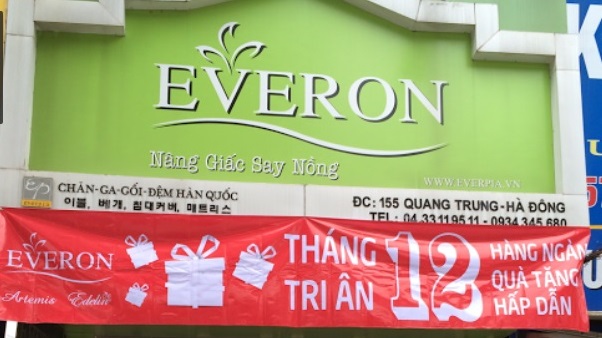 EVERON
Nâng Giấc Say Nồng
WWW.EVERPIA.VN
CHĂN-GA-GỐI-ĐỆM HÀN QUỐC
이불, 베개, 침대커버, 매트리스
ĐC: 155 QUANG TRUNG-HÀ ĐÔNG
TEL: 04.33119511 - 0934.345.680
EVERON
Artemis Edelin
THÁNG 12
TRI ÂN
HÀNG NGÀN
QUÀ TẶNG
HẤP DẪN